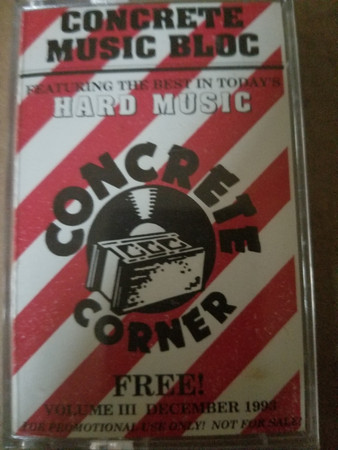 CONCRETE
MUSIC BLOC
FEATURING THE BEST IN TODAY'S
HARD MUSIC
CONCRETE
CORNER
FREE!
VOLUME III DECEMBER 1993
FOR PROMOTIONAL USE ONLY! NOT FOR SALE!